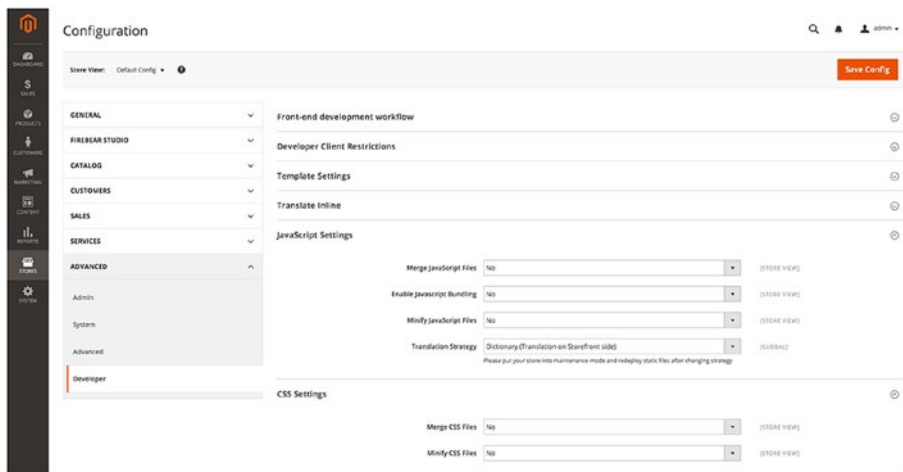 Configuration
admin
DASHBOARD
SALES
PRODUCTS
CUSTOMERS
MARKETING
CONTENT
REPORTS
STORES
SYSTEM
Store View: Default Config
Save Config
GENERAL
FIREBEAR STUDIO
CATALOG
CUSTOMERS
SALES
SERVICES
ADVANCED
Admin
System
Advanced
Developer
Front-end development workflow
Developer Client Restrictions
Template Settings
Translate Inline
JavaScript Settings
Merge JavaScript Files No [STORE VIEW]
Enable Javascript Bundling No [STORE VIEW]
Minify JavaScript Files No [STORE VIEW]
Translation Strategy Dictionary (Translation on Storefront side) [GLOBAL]
Please put your store into maintenance mode and redeploy static files after changing strategy
CSS Settings
Merge CSS Files No [STORE VIEW]
Minify CSS Files No [STORE VIEW]